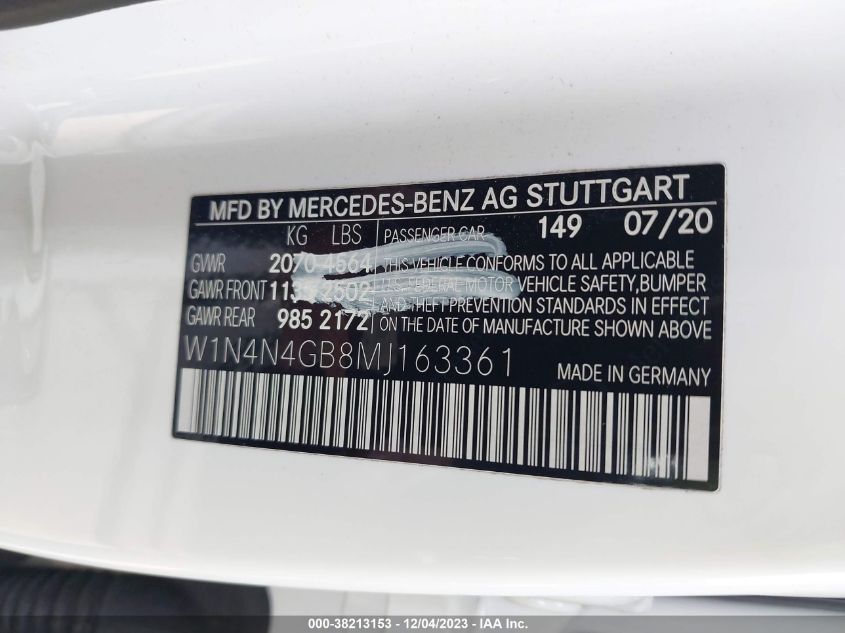 MFD BY MERCEDES-BENZ AG STUTTGART
KG LBS PASSENGER CAR 149 07/20
GVWR 2070 4564 THIS VEHICLE CONFORMS TO ALL APPLICABLE
GAWR FRONT 2502 U.S. FEDERAL MOTOR VEHICLE SAFETY, BUMPER
AND THEFT PREVENTION STANDARDS IN EFFECT
GAWR REAR 985 2172 ON THE DATE OF MANUFACTURE SHOWN ABOVE
W1N4N4GB8MJ163361 MADE IN GERMANY
000-38213153 - 12/04/2023 - IAA Inc.